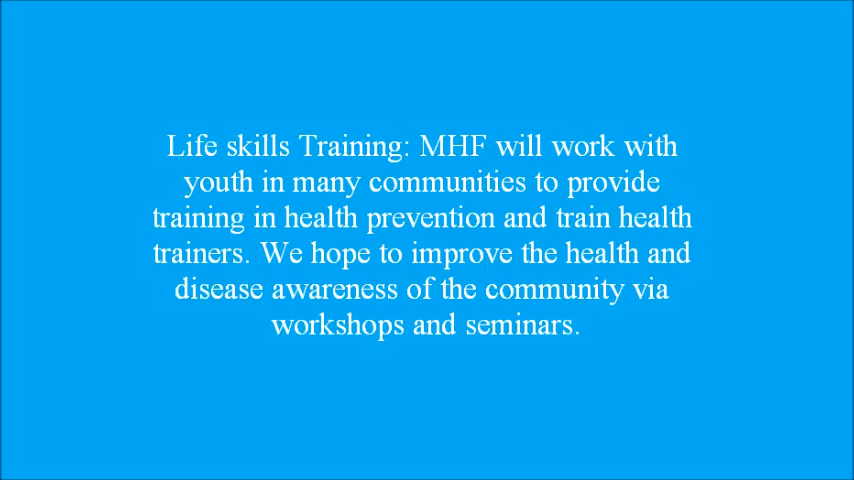 Life skills Training: MHF will work with
youth in many communities to provide
training in health prevention and train health
trainers. We hope to improve the health and
disease awareness of the community via
workshops and seminars.